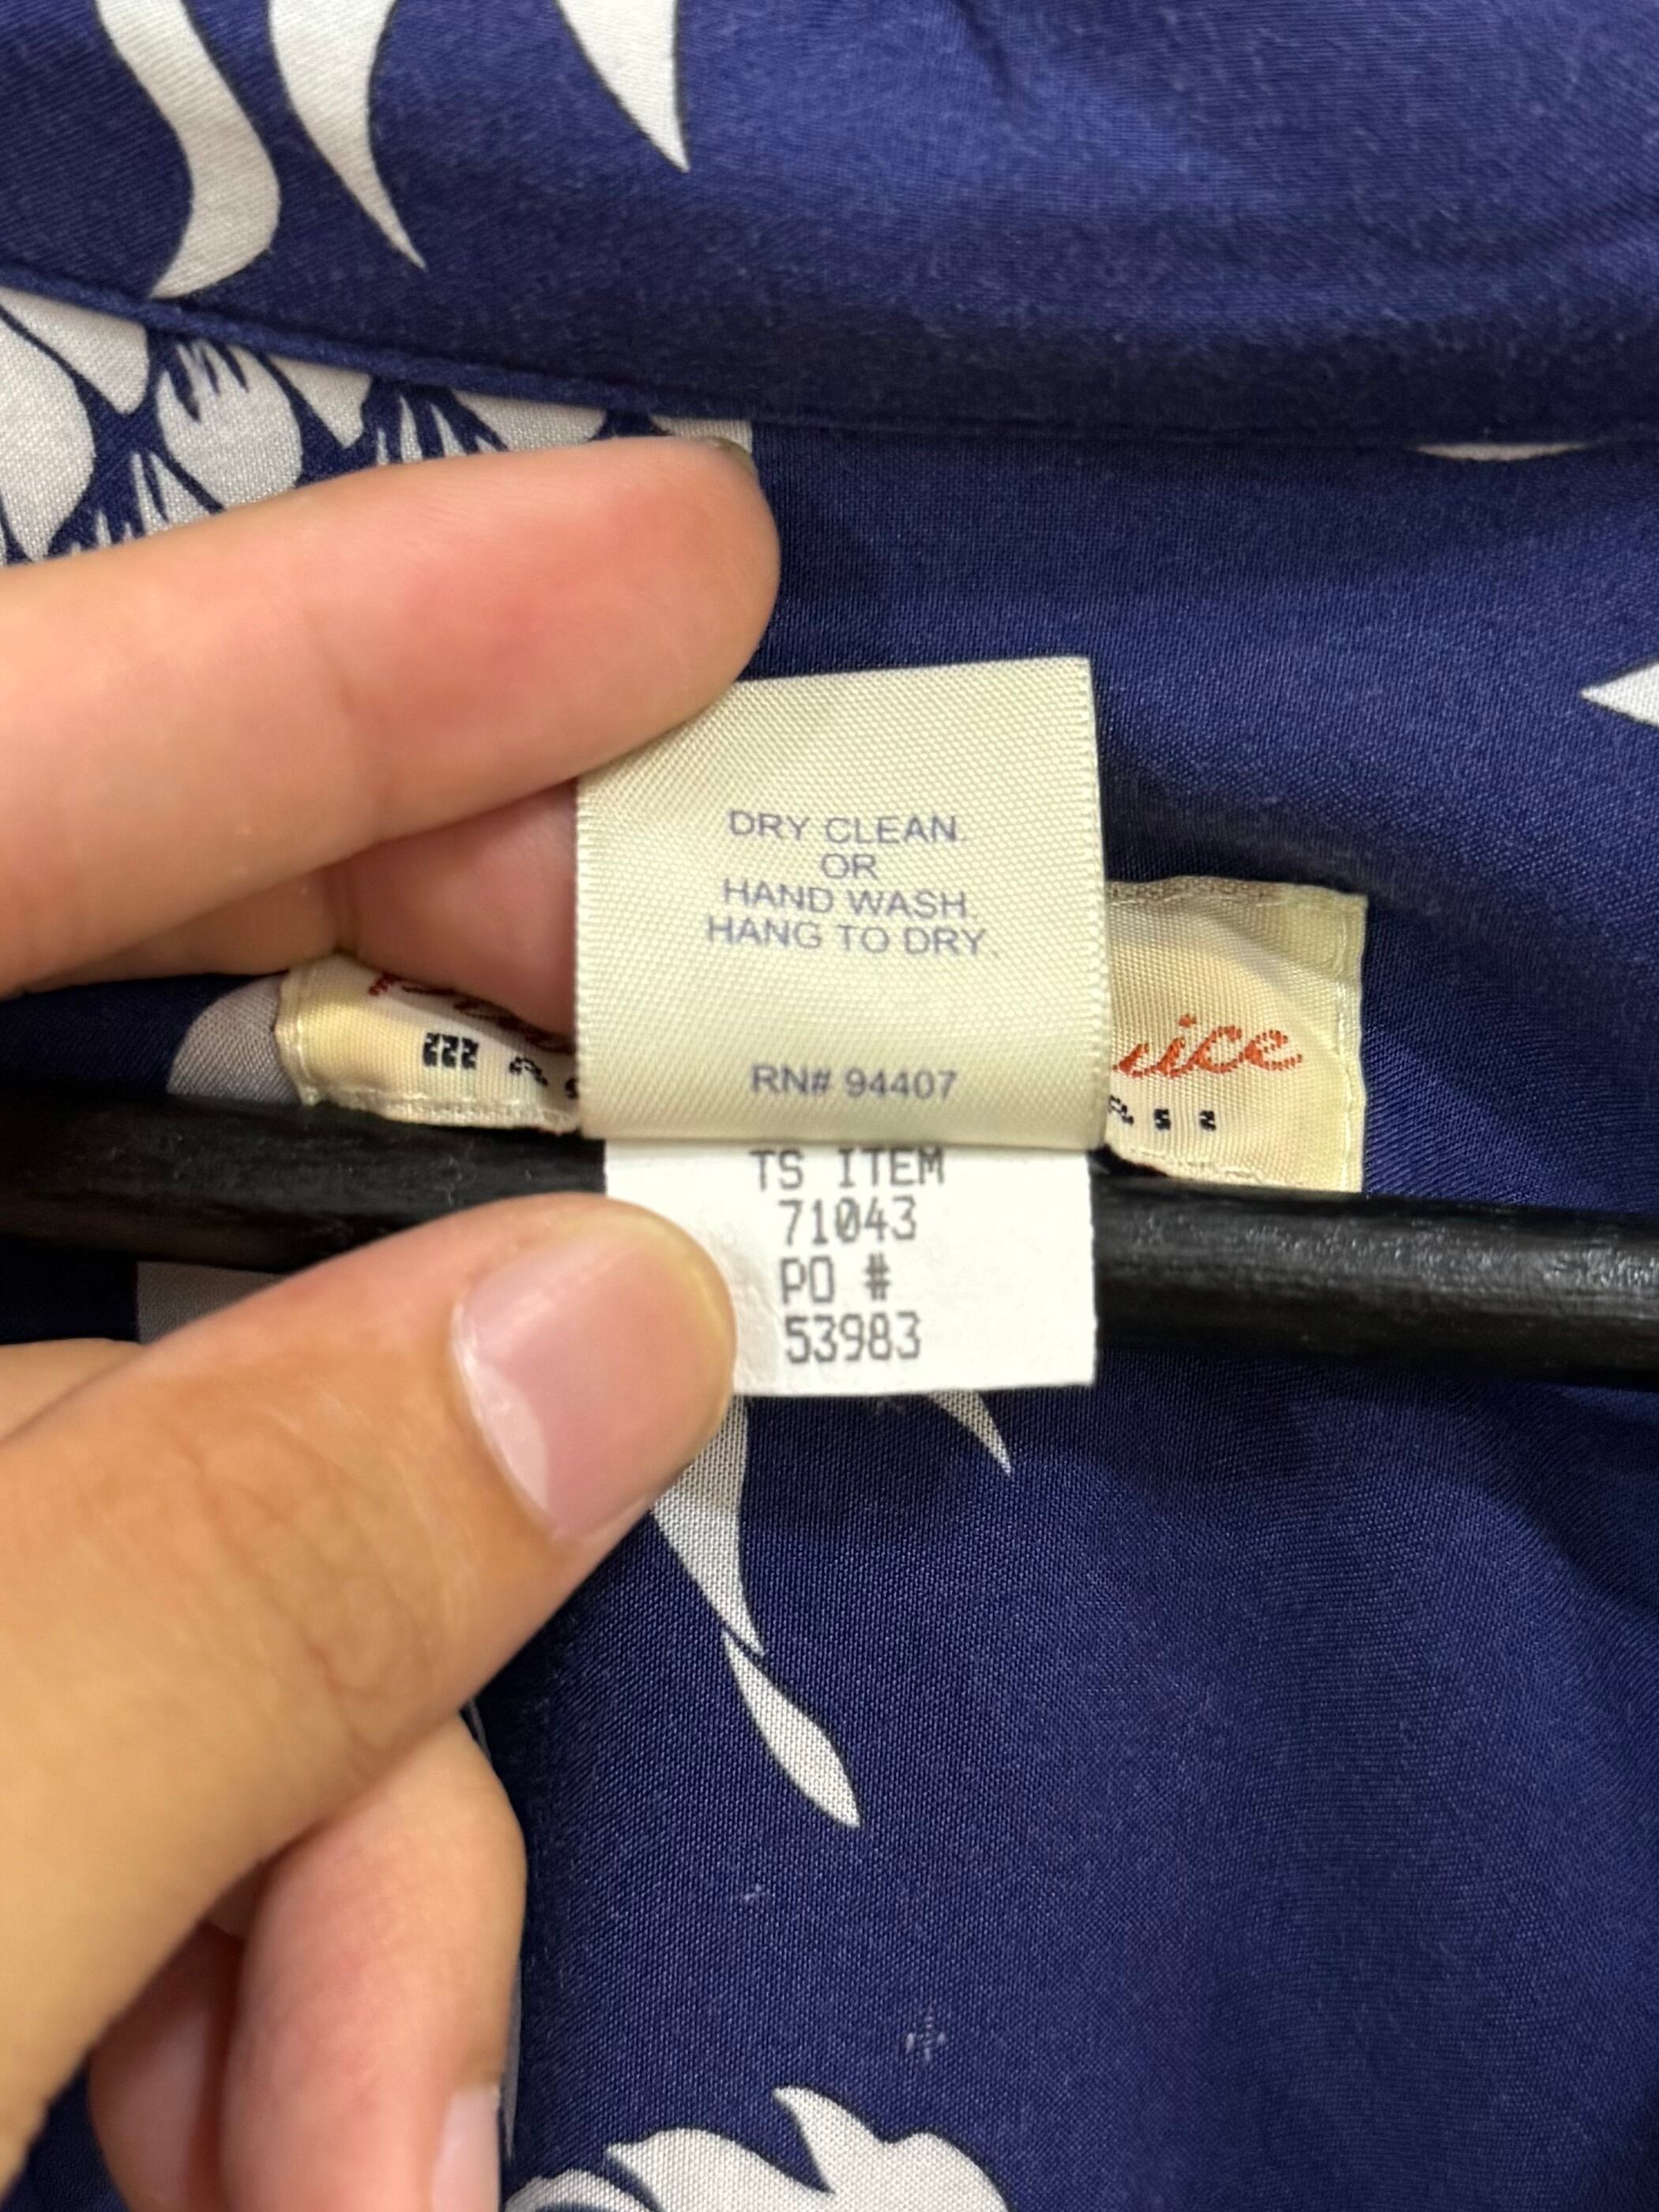 DRY CLEAN.
OR
HAND WASH.
HANG TO DRY.
RN# 94407
TS ITEM
71043
PO #
53983